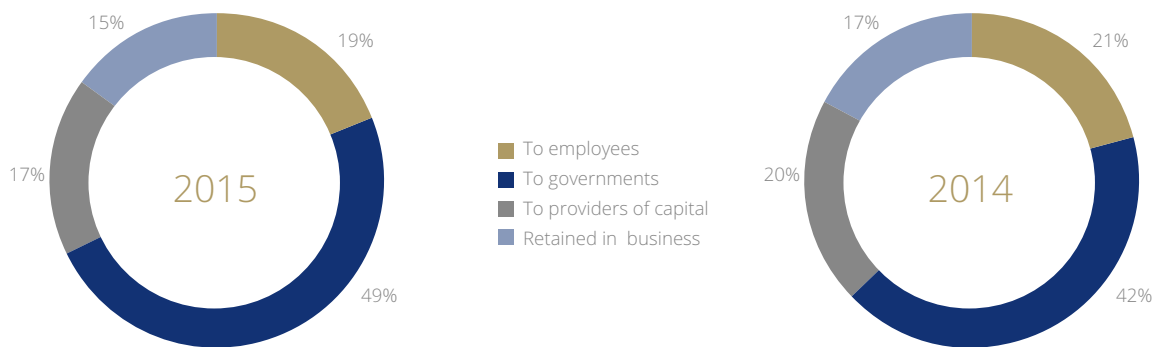 15%
19%
17%
2015
49%
To employees
To governments
To providers of capital
Retained in  business
17%
21%
20%
2014
42%